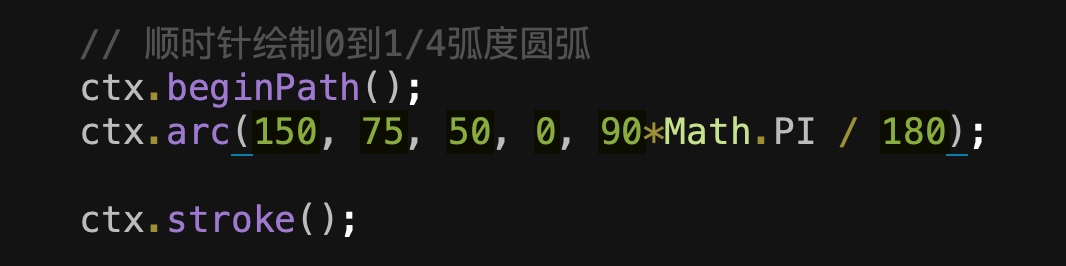 // 顺时针绘制0到1/4弧度圆弧
ctx.beginPath();
ctx.arc(150, 75, 50, 0, 90*Math.PI / 180);
ctx.stroke();